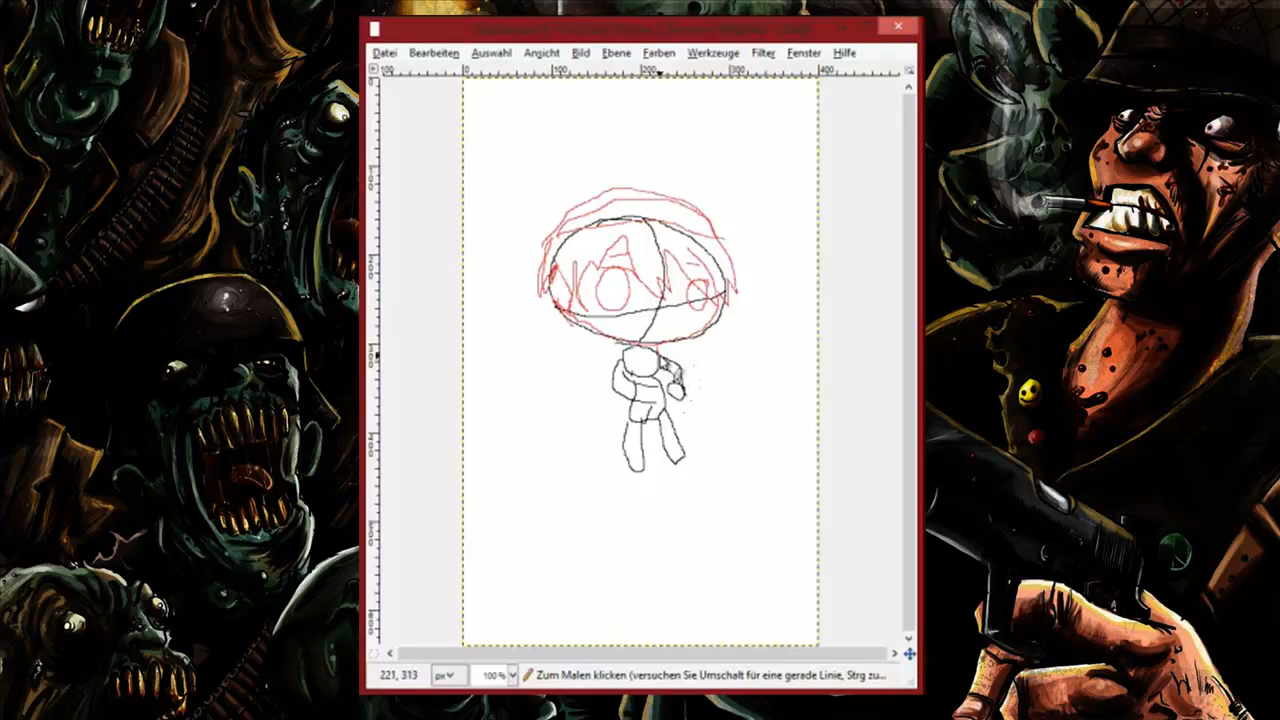 Datei Bearbeiten Auswahl Ansicht Bild Ebene Farben Werkzeuge Filter Fenster Hilfe
100 0 100 200 300 400
221, 313 px 100 % Zum Malen klicken (versuchen Sie Umschalt für eine gerade Linie, Strg zu...